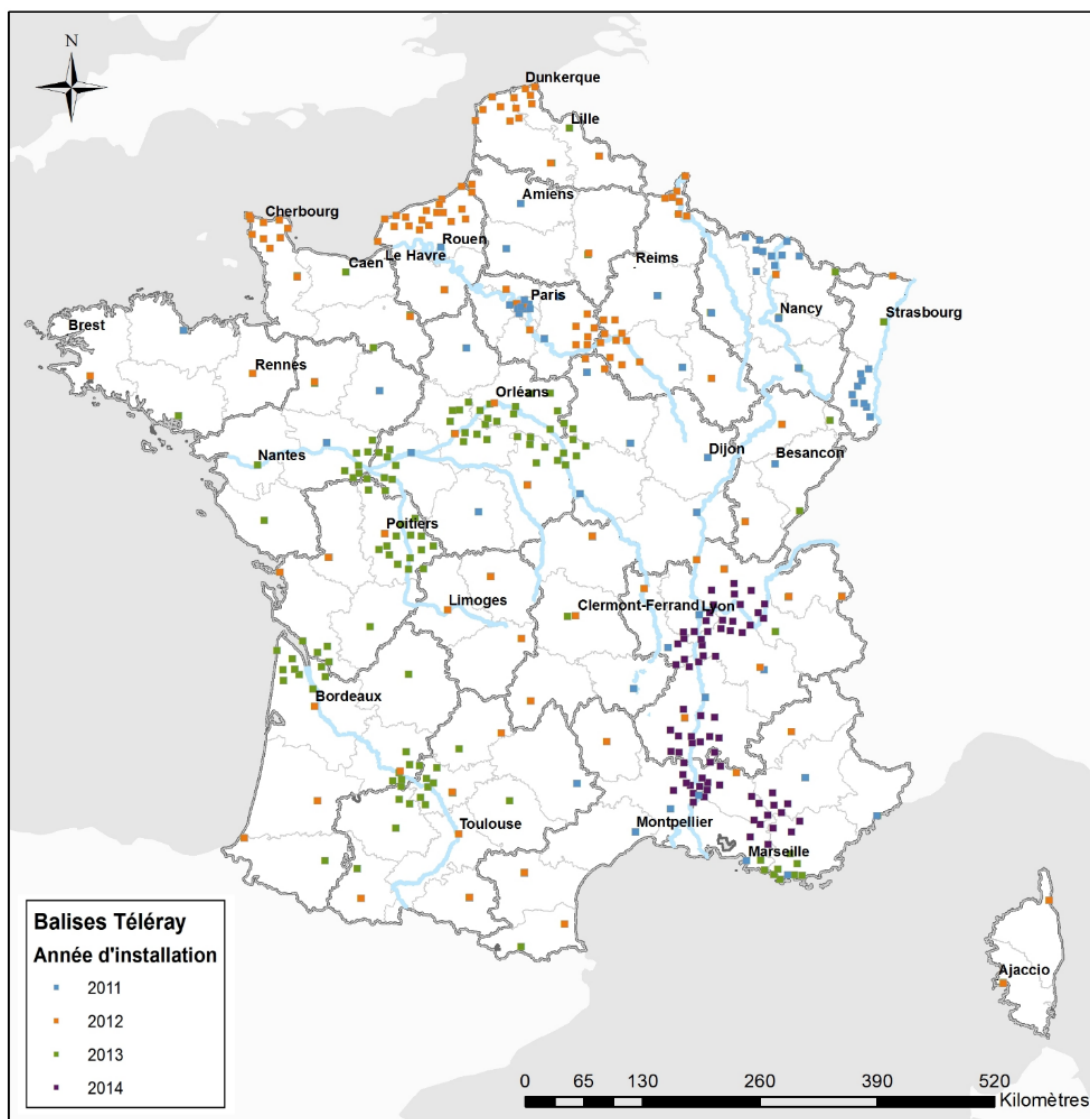 N
Dunkerque
Lille
Amiens
Cherbourg
Rouen
Le Havre
Caen
Reims
Paris
Nancy
Strasbourg
Brest
Rennes
Orléans
Nantes
Dijon
Besancon
Poitiers
Limoges
Clermont-Ferrand
Lyon
Bordeaux
Toulouse
Montpellier
Marseille
Ajaccio
Balises Téléray
Année d'installation
2011
2012
2013
2014
0 65 130 260 390 520
Kilomètres